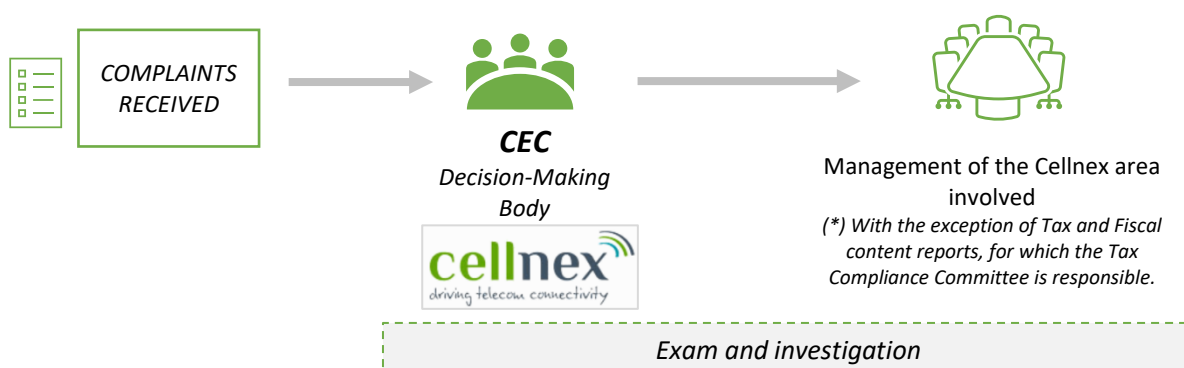 COMPLAINTS
RECEIVED
CEC
Decision-Making
Body
cellnex
driving telecom connectivity
Management of the Cellnex area
involved
(*) With the exception of Tax and Fiscal
content reports, for which the Tax
Compliance Committee is responsible.
Exam and investigation